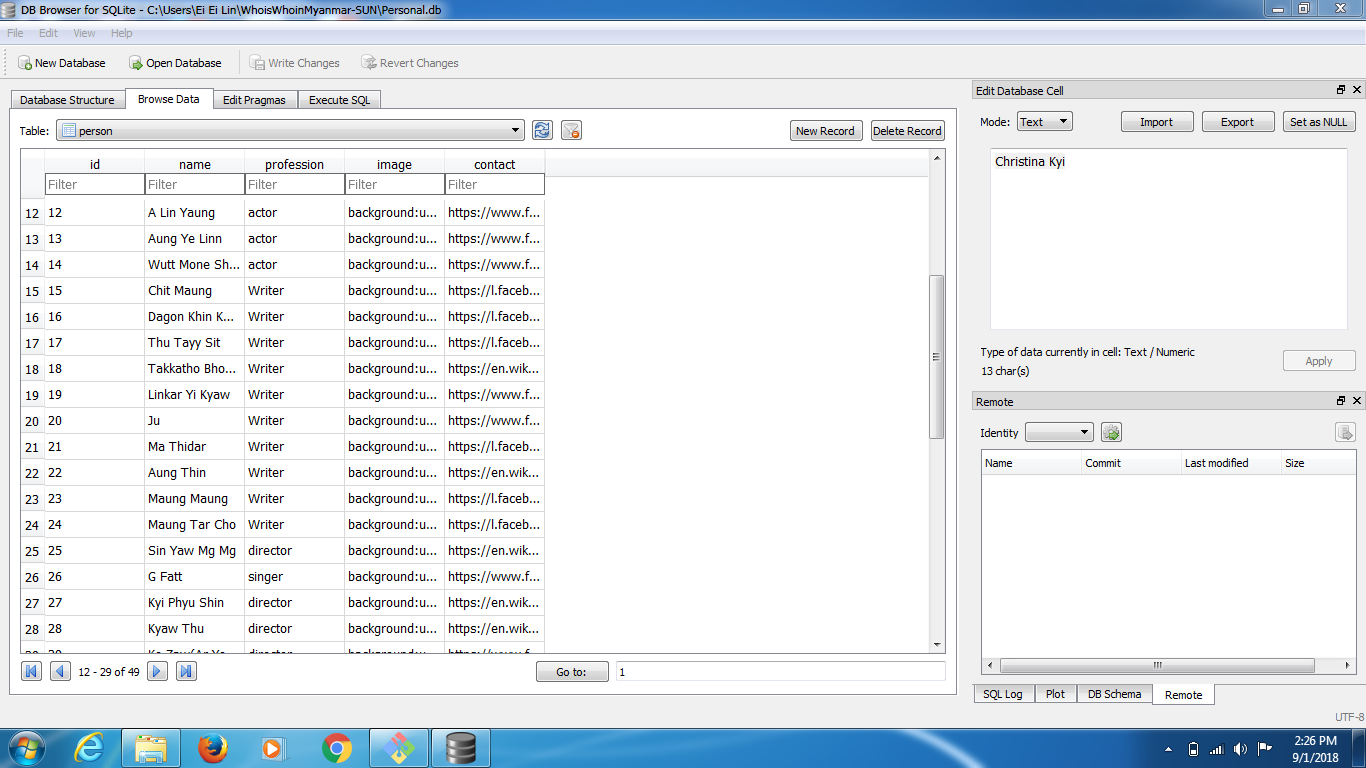 DB Browser for SQLite - C:\Users\Ei Ei Lin\WhoisWhoinMyanmar-SUN\Personal.db
File Edit View Help
New Database Open Database Write Changes Revert Changes
Database Structure Browse Data Edit Pragmas Execute SQL
Table: person New Record Delete Record
id name profession image contact
Filter Filter Filter Filter Filter
12 12 A Lin Yaung actor background:u... https://www.f...
13 13 Aung Ye Linn actor background:u... https://www.f...
14 14 Wutt Mone Sh... actor background:u... https://www.f...
15 15 Chit Maung Writer background:u... https://l.faceb...
16 16 Dagon Khin K... Writer background:u... https://l.faceb...
17 17 Thu Tayy Sit Writer background:u... https://l.faceb...
18 18 Takkatho Bho... Writer background:u... https://en.wik...
19 19 Linkar Yi Kyaw Writer background:u... https://www.f...
20 20 Ju Writer background:u... https://www.f...
21 21 Ma Thidar Writer background:u... https://l.faceb...
22 22 Aung Thin Writer background:u... https://en.wik...
23 23 Maung Maung Writer background:u... https://l.faceb...
24 24 Maung Tar Cho Writer background:u... https://l.faceb...
25 25 Sin Yaw Mg Mg director background:u... https://en.wik...
26 26 G Fatt singer background:u... https://www.f...
27 27 Kyi Phyu Shin director background:u... https://en.wik...
28 28 Kyaw Thu director background:u... https://en.wik...
12 - 29 of 49 Go to: 1
Edit Database Cell
Mode: Text Import Export Set as NULL
Christina Kyi
Type of data currently in cell: Text / Numeric
13 char(s)
Apply
Remote
Identity
Name Commit Last modified Size
SQL Log Plot DB Schema Remote
UTF-8
2:26 PM
9/1/2018